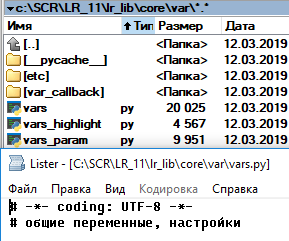 c:\SCR\LR_11\lr_lib\core\var\*.*
Имя Тип Размер Дата
[..] <Папка> 12.03.2019
[__pycache__] <Папка> 12.03.2019
[etc] <Папка> 12.03.2019
[var_callback] <Папка> 12.03.2019
vars py 20 025 12.03.2019
vars_highlight py 4 567 12.03.2019
vars_param py 9 951 12.03.2019
Lister - [C:\SCR\LR_11\lr_lib\core\var\vars.py]
Файл Правка Вид Кодировка Справка
# -*- coding: UTF-8 -*-
# общие переменные, настройки